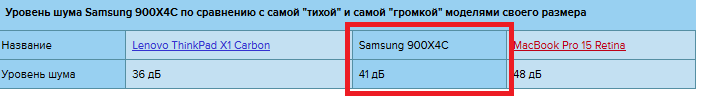 Уровень шума Samsung 900X4C по сравнению с самой "тихой" и самой "громкой" моделями своего размера
Название Lenovo ThinkPad X1 Carbon Samsung 900X4C MacBook Pro 15 Retina
Уровень шума 36 дБ 41 дБ 48 дБ